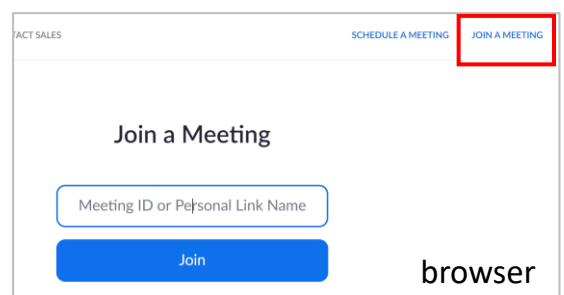 TACT SALES SCHEDULE A MEETING JOIN A MEETING
Join a Meeting
Meeting ID or Personal Link Name
Join
browser